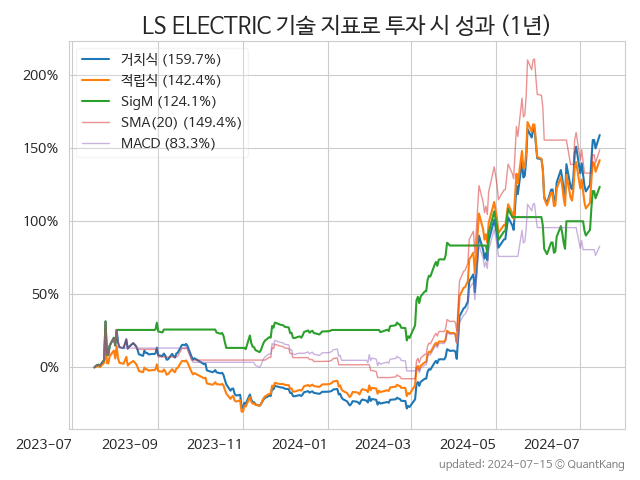 LS ELECTRIC 기술 지표로 투자 시 성과 (1년)
거치식 (159.7%)
적립식 (142.4%)
SigM (124.1%)
SMA(20) (149.4%)
MACD (83.3%)
200%
150%
100%
50%
0%
2023-07 2023-09 2023-11 2024-01 2024-03 2024-05 2024-07
updated: 2024-07-15 © QuantKang